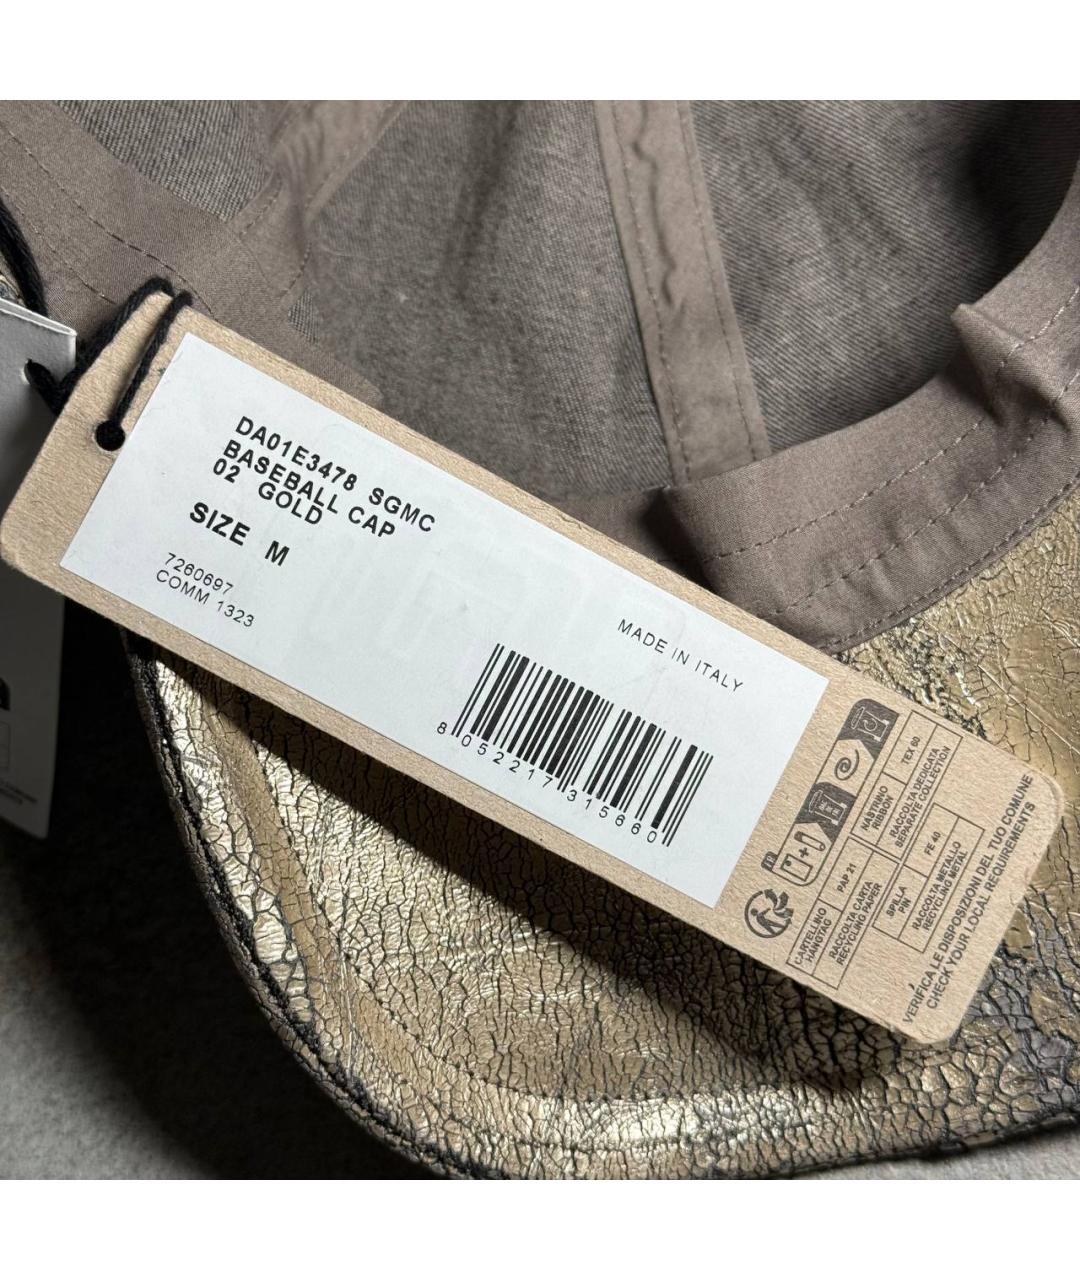 DA01E3478 SGMC
BASEBALL CAP
02 GOLD
SIZE M
7260697
COMM 1323
MADE IN ITALY
8 052217 315660
CARTELLINO
HANGTAG
PAP 21
RACCOLTA CARTA
RECYCLING PAPER
NASTRINO
RIBBON
TEX 60
RACCOLTA DEDICATA
SEPARATE COLLECTION
SPILLA
PIN
FE 40
RACCOLTA METALLO
RECYCLING METAL
VERIFICA LE DISPOSIZIONI DEL TUO COMUNE
CHECK YOUR LOCAL REQUIREMENTS